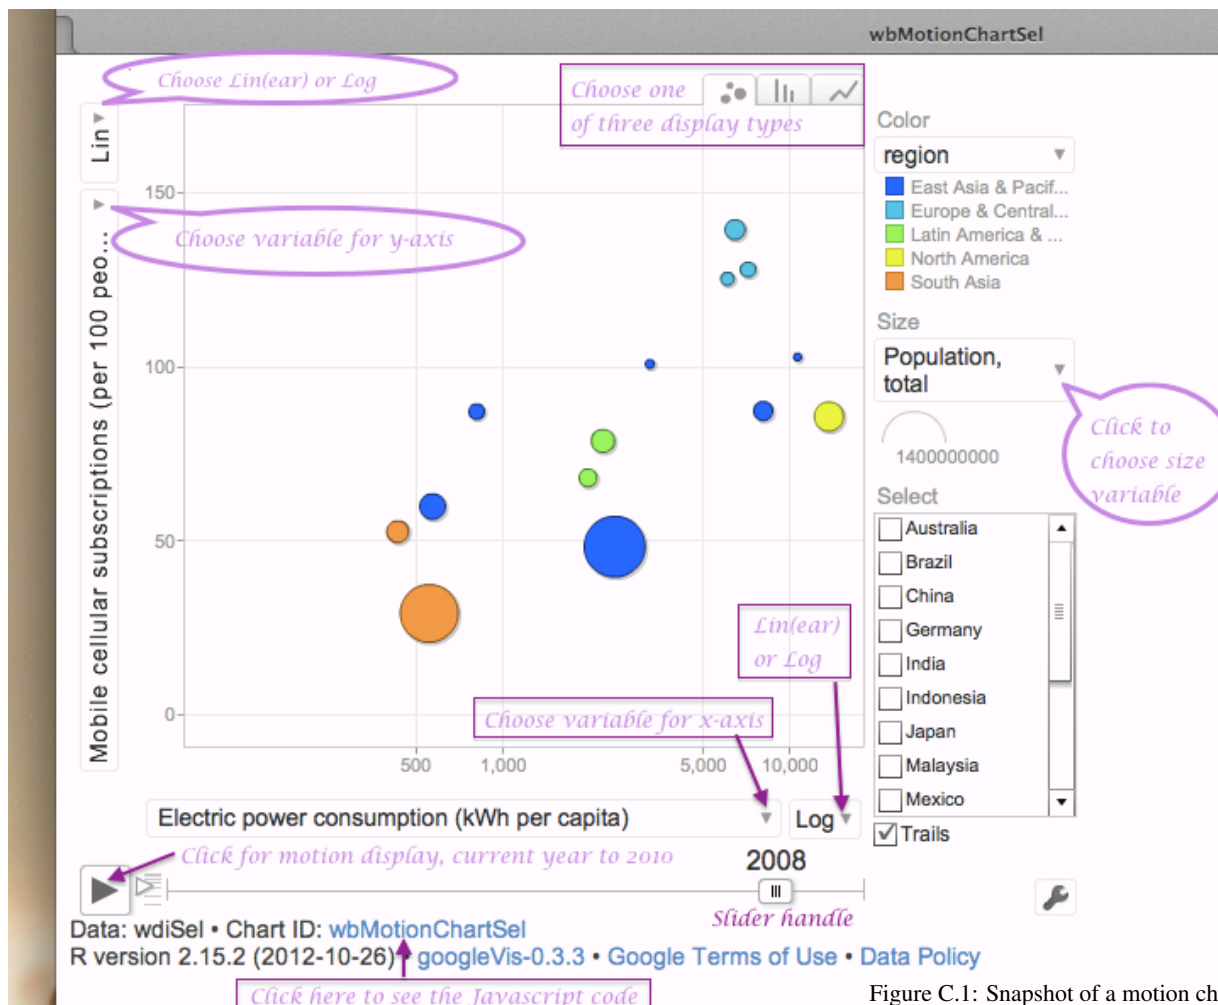 wbMotionChartSel
Choose Lin(ear) or Log
Choose one
of three display types
Lin
Color
region
East Asia & Pacif...
Europe & Central...
Latin America & ...
North America
South Asia
150
Choose variable for y-axis
Mobile cellular subscriptions (per 100 peo...
Size
Population,
total
100
1400000000
Click to
choose size
variable
Select
Australia
Brazil
China
Germany
India
Indonesia
Japan
Malaysia
Mexico
Trails
50
Lin(ear)
or Log
0
Choose variable for x-axis
500 1,000 5,000 10,000
Electric power consumption (kWh per capita)
Log
Click for motion display, current year to 2010
2008
Slider handle
Data: wdiSel • Chart ID: wbMotionChartSel
R version 2.15.2 (2012-10-26) • googleVis-0.3.3 • Google Terms of Use • Data Policy
Click here to see the Javascript code
Figure C.1: Snapshot of a motion ch